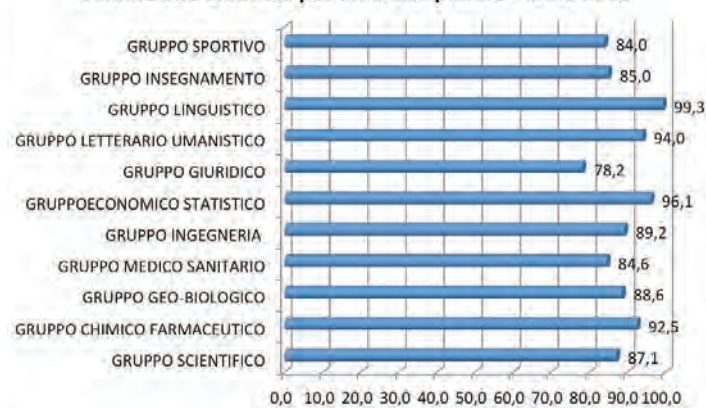 GRUPPO SPORTIVO 84,0
GRUPPO INSEGNAMENTO 85,0
GRUPPO LINGUISTICO 99,3
GRUPPO LETTERARIO UMANISTICO 94,0
GRUPPO GIURIDICO 78,2
GRUPPOECONOMICO STATISTICO 96,1
GRUPPO INGEGNERIA 89,2
GRUPPO MEDICO SANITARIO 84,6
GRUPPO GEO-BIOLOGICO 88,6
GRUPPO CHIMICO FARMACEUTICO 92,5
GRUPPO SCIENTIFICO 87,1
0,0 10,0 20,0 30,0 40,0 50,0 60,0 70,0 80,0 90,0 100,0